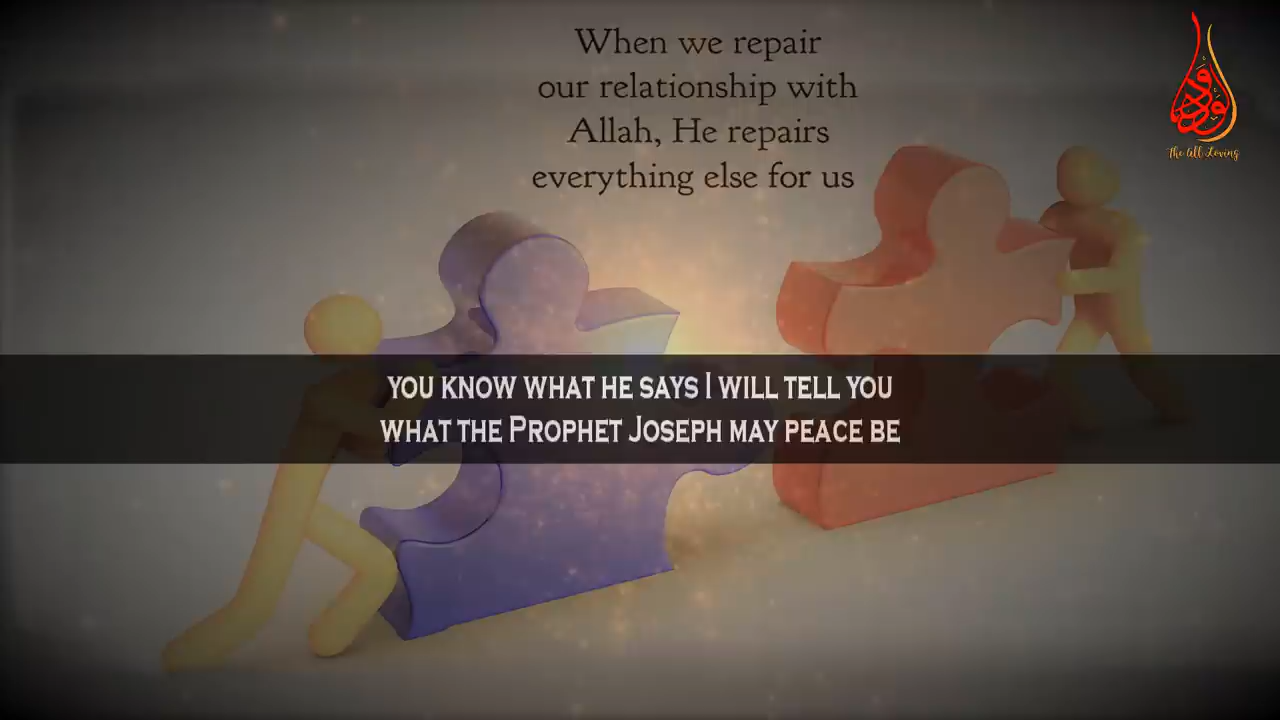 When we repair
our relationship with
Allah, He repairs
everything else for us
ودود
The All Loving
YOU KNOW WHAT HE SAYS I WILL TELL YOU
WHAT THE PROPHET JOSEPH MAY PEACE BE